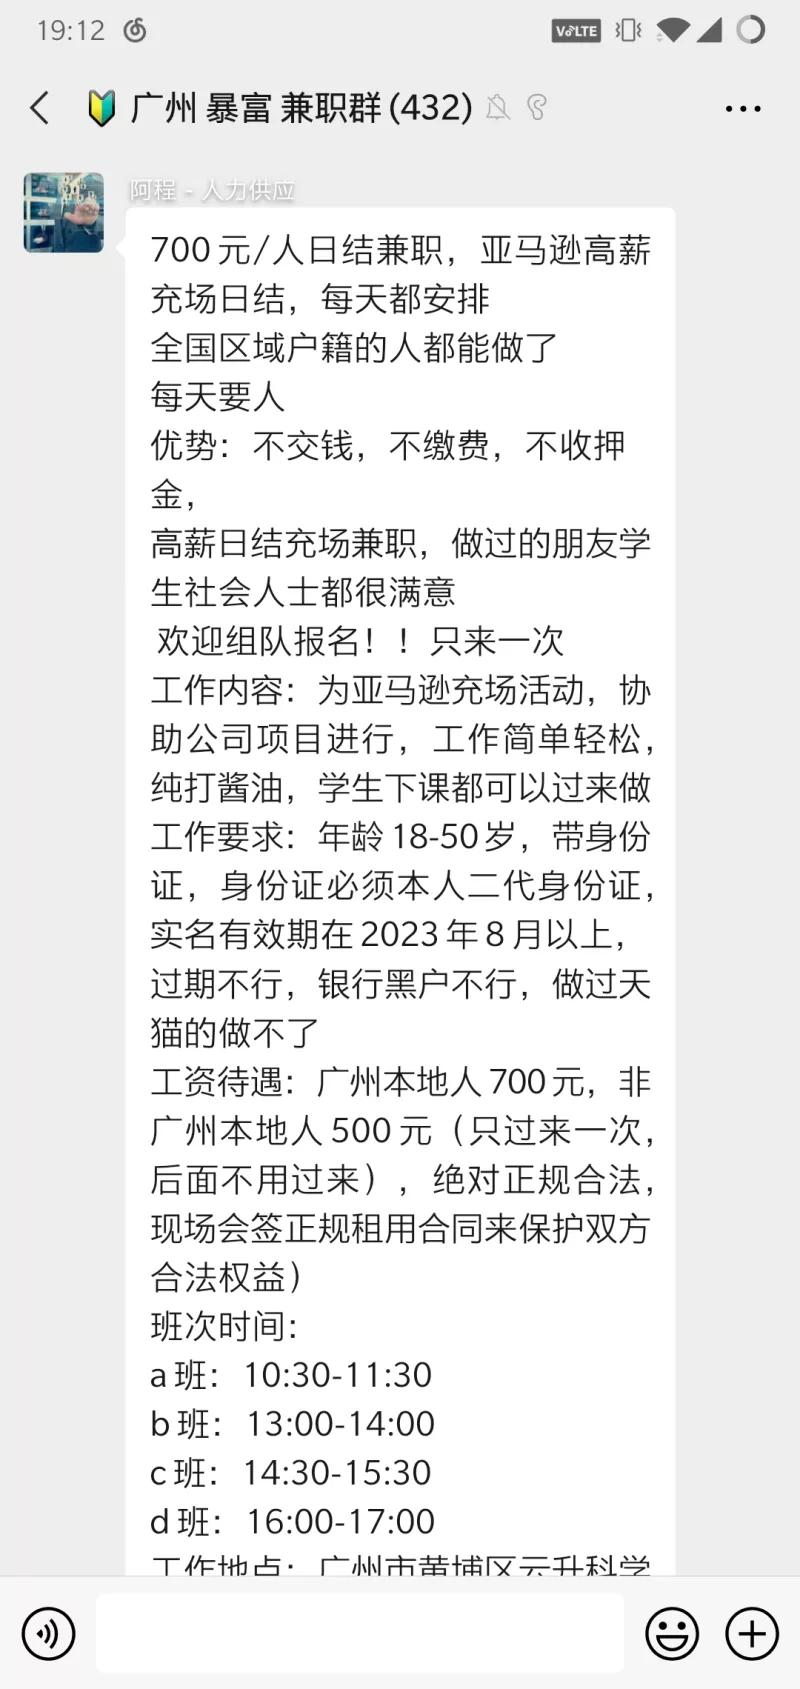 19:12
VoLTE
广州 暴富 兼职群(432)
阿程 - 人力供应
700元/人日结兼职，亚马逊高薪
充场日结，每天都安排
全国区域户籍的人都能做了
每天要人
优势：不交钱，不缴费，不收押
金，
高薪日结充场兼职，做过的朋友学
生社会人士都很满意
欢迎组队报名！！只来一次
工作内容：为亚马逊充场活动，协
助公司项目进行，工作简单轻松，
纯打酱油，学生下课都可以过来做
工作要求：年龄18-50岁，带身份
证，身份证必须本人二代身份证，
实名有效期在2023年8月以上，
过期不行，银行黑户不行，做过天
猫的做不了
工资待遇：广州本地人700元，非
广州本地人500元（只过来一次，
后面不用过来），绝对正规合法，
现场会签正规租用合同来保护双方
合法权益）
班次时间：
a班：10:30-11:30
b班：13:00-14:00
c班：14:30-15:30
d班：16:00-17:00
工作地点：广州市黄埔区云升科学